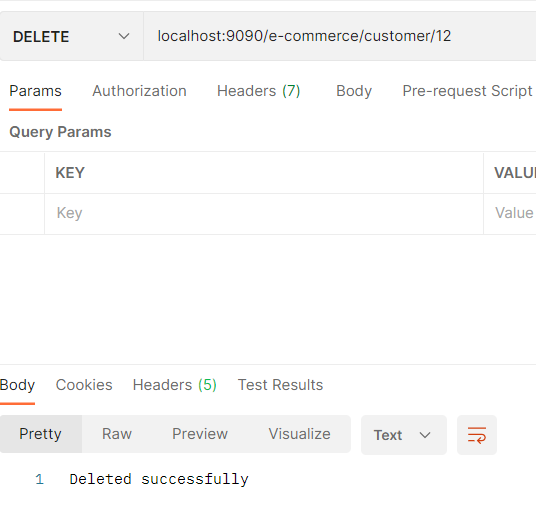 DELETE localhost:9090/e-commerce/customer/12
Params Authorization Headers (7) Body Pre-request Script
Query Params
KEY VALU
Key Value
Body Cookies Headers (5) Test Results
Pretty Raw Preview Visualize Text
1 Deleted successfully